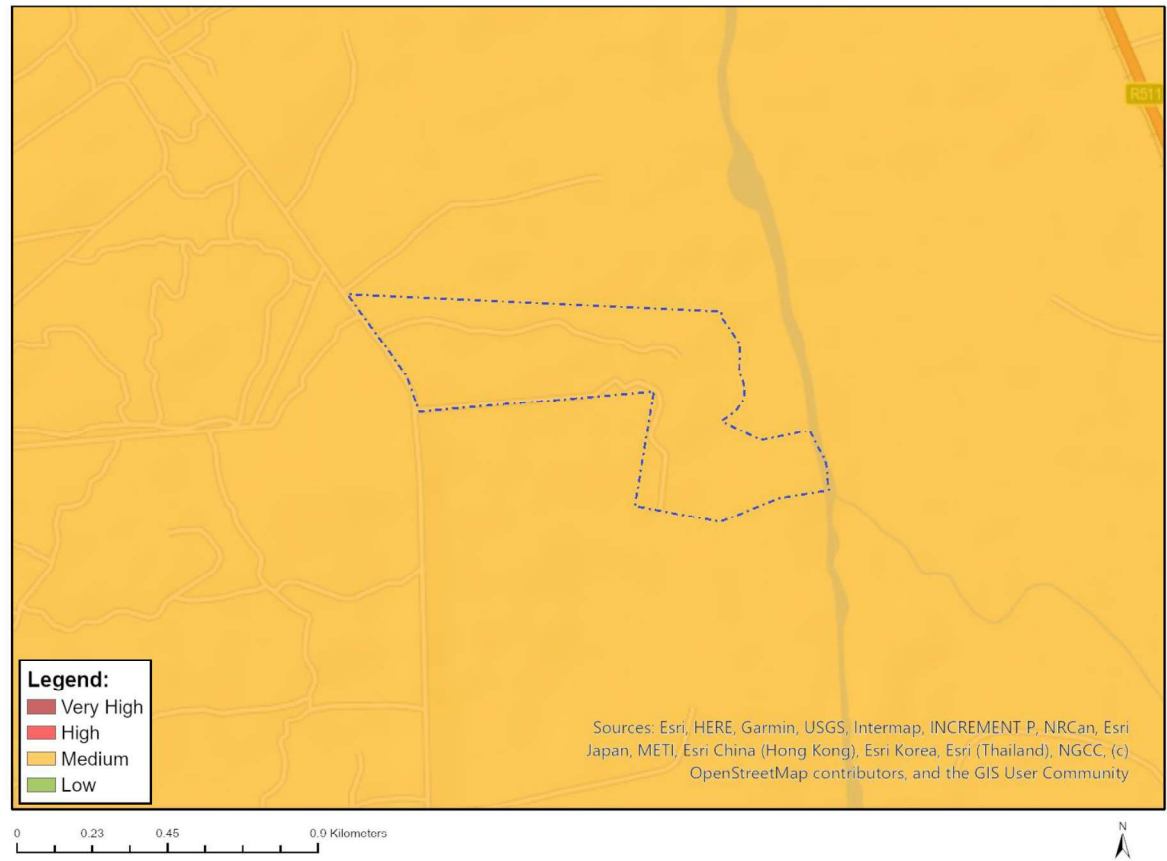 R511
Legend:
Very High
High
Medium
Low
Sources: Esri, HERE, Garmin, USGS, Intermap, INCREMENT P, NRCan, Esri
Japan, METI, Esri China (Hong Kong), Esri Korea, Esri (Thailand), NGCC, (c)
OpenStreetMap contributors, and the GIS User Community
0 0.23 0.45 0.9 Kilometers
N